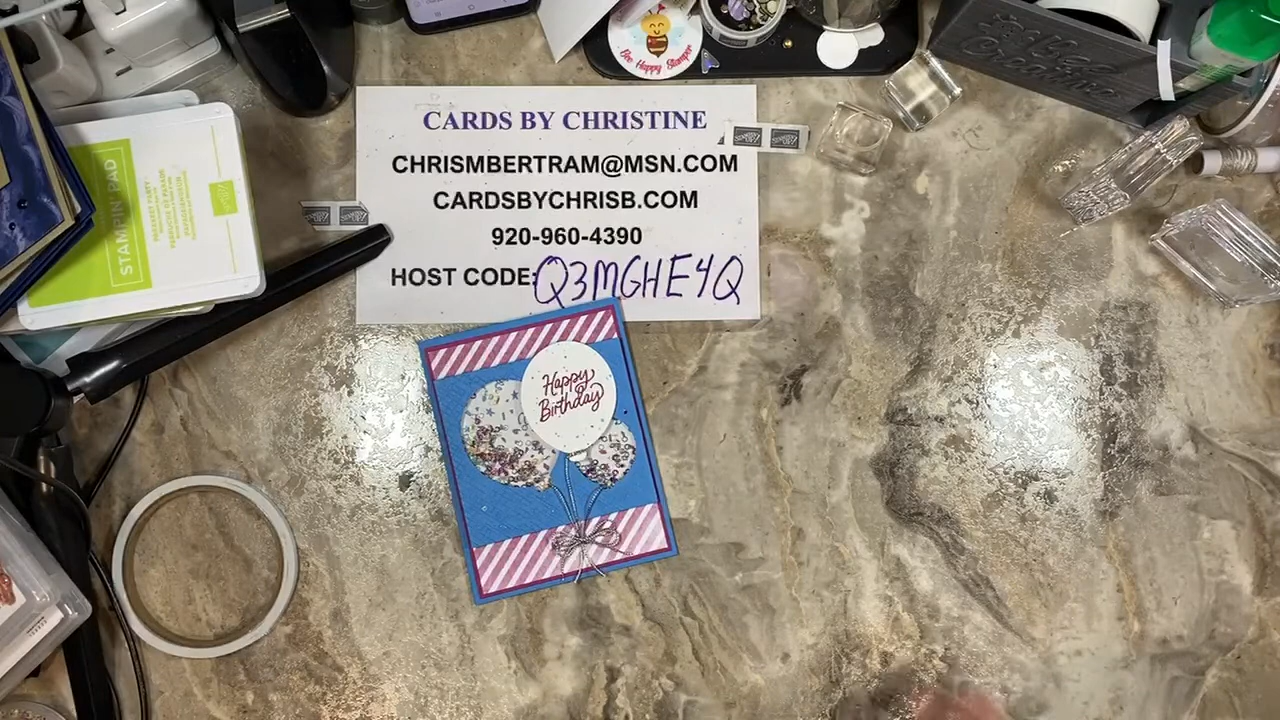 Bee Happy Stamper
CARDS BY CHRISTINE
CHRISMBERTRAM@MSN.COM
CARDSBYCHRISB.COM
920-960-4390
HOST CODE: Q3MGHE4Q
STAMPIN' PAD
Happy
Birthday